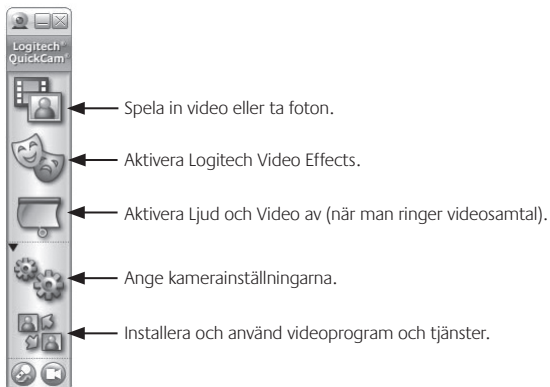 Logitech®
QuickCam®
Spela in video eller ta foton.
Aktivera Logitech Video Effects.
Aktivera Ljud och Video av (när man ringer videosamtal).
Ange kamerainställningarna.
Installera och använd videoprogram och tjänster.